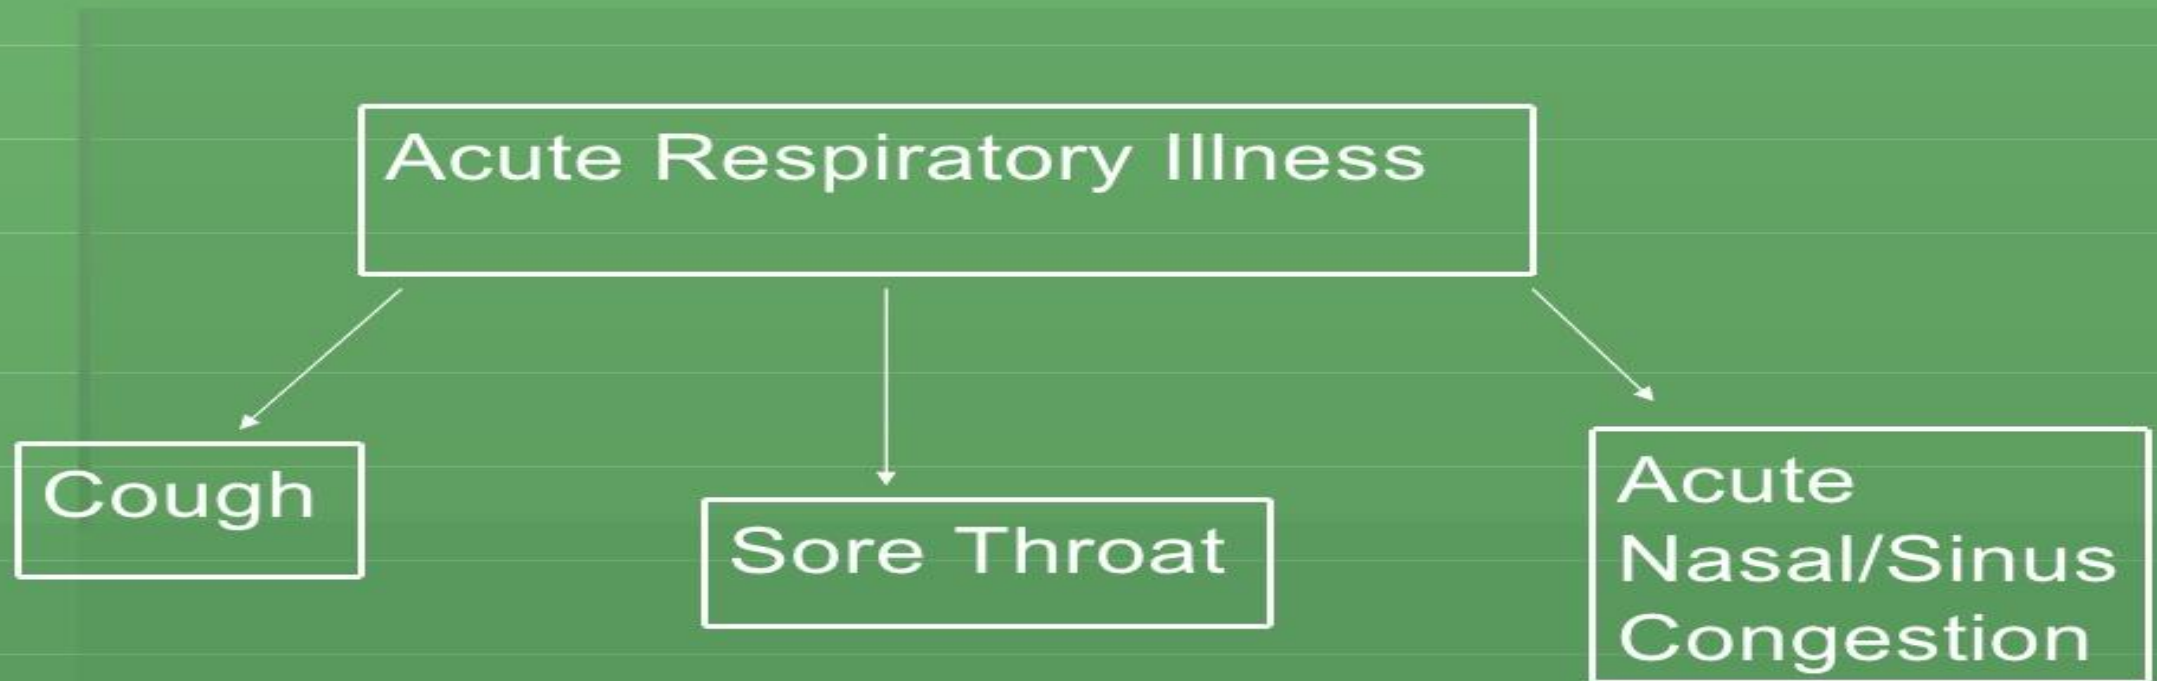 Acute Respiratory Illness
Cough
Sore Throat
Acute
Nasal/Sinus
Congestion